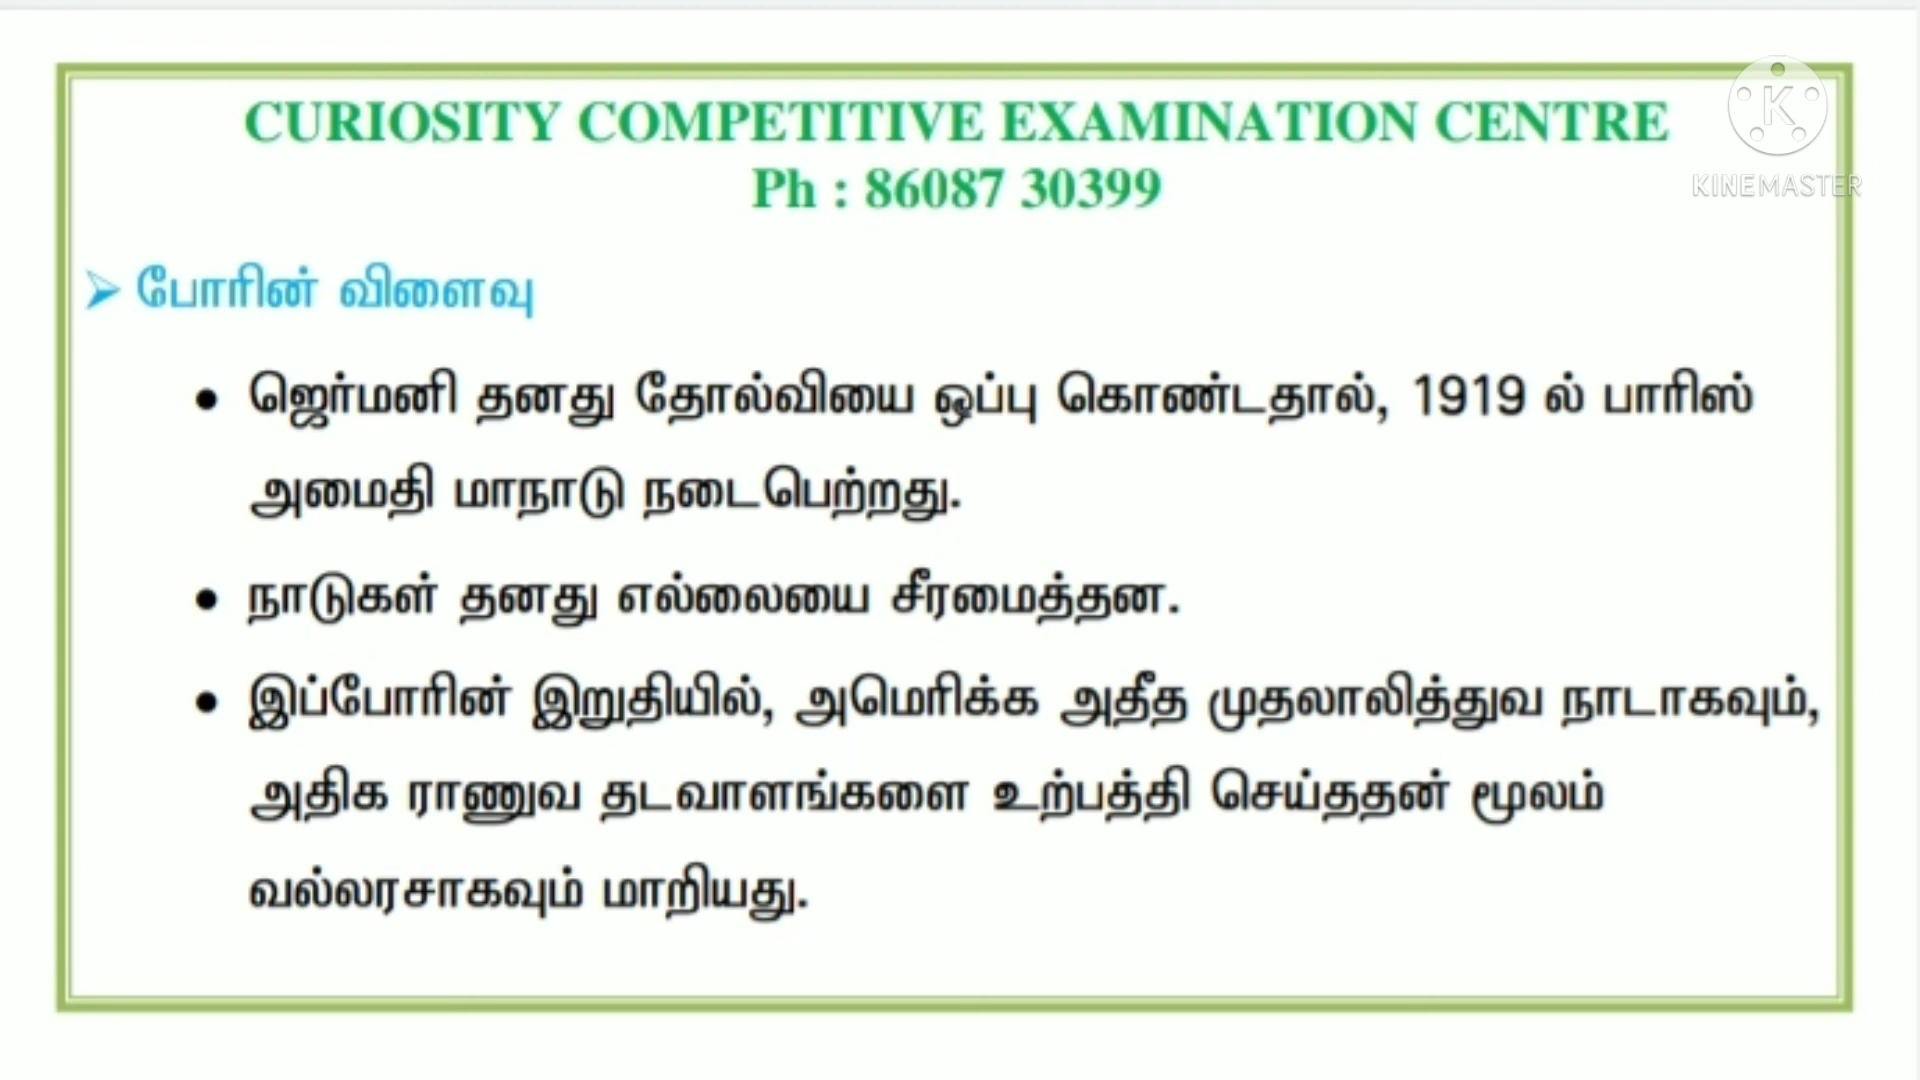 CURIOSITY COMPETITIVE EXAMINATION CENTRE
Ph : 86087 30399
K
KINEMASTER
➢ போரின் விளைவு
• ஜெர்மனி தனது தோல்வியை ஒப்பு கொண்டதால், 1919 ல் பாரிஸ்
அமைதி மாநாடு நடைபெற்றது.
• நாடுகள் தனது எல்லையை சீரமைத்தன.
• இப்போரின் இறுதியில், அமெரிக்க அதீத முதலாலித்துவ நாடாகவும்,
அதிக ராணுவ தடவாளங்களை உற்பத்தி செய்ததன் மூலம்
வல்லரசாகவும் மாறியது.